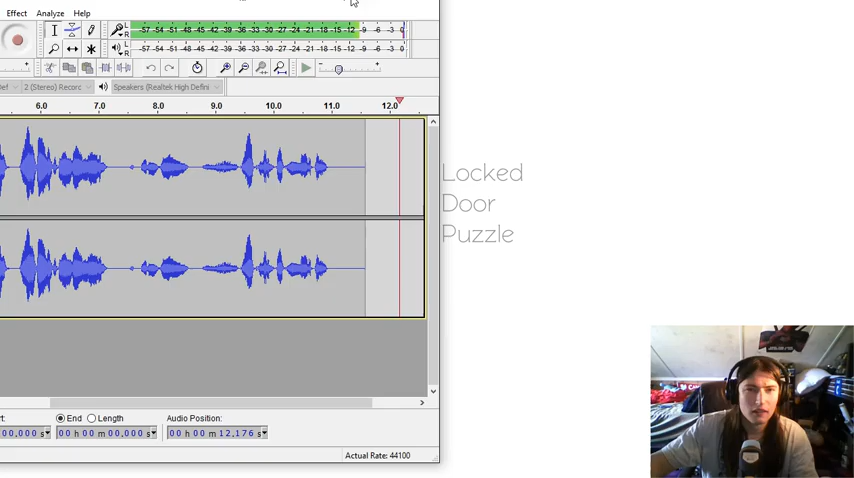 Effect Analyze Help
L R -57 -54 -51 -48 -45 -42 -39 -36 -33 -30 -27 -24 -21 -18 -15 -12 -9 -6 -3 0
L R -57 -54 -51 -48 -45 -42 -39 -36 -33 -30 -27 -24 -21 -18 -15 -12 -9 -6 -3 0
2 (Stereo) Recorc Speakers (Realtek High Defini
6.0 7.0 8.0 9.0 10.0 11.0 12.0
Locked
Door
Puzzle
End Length Audio Position:
00,000 s 00 h 00 m 00,000 s 00 h 00 m 12,176 s
Actual Rate: 44100